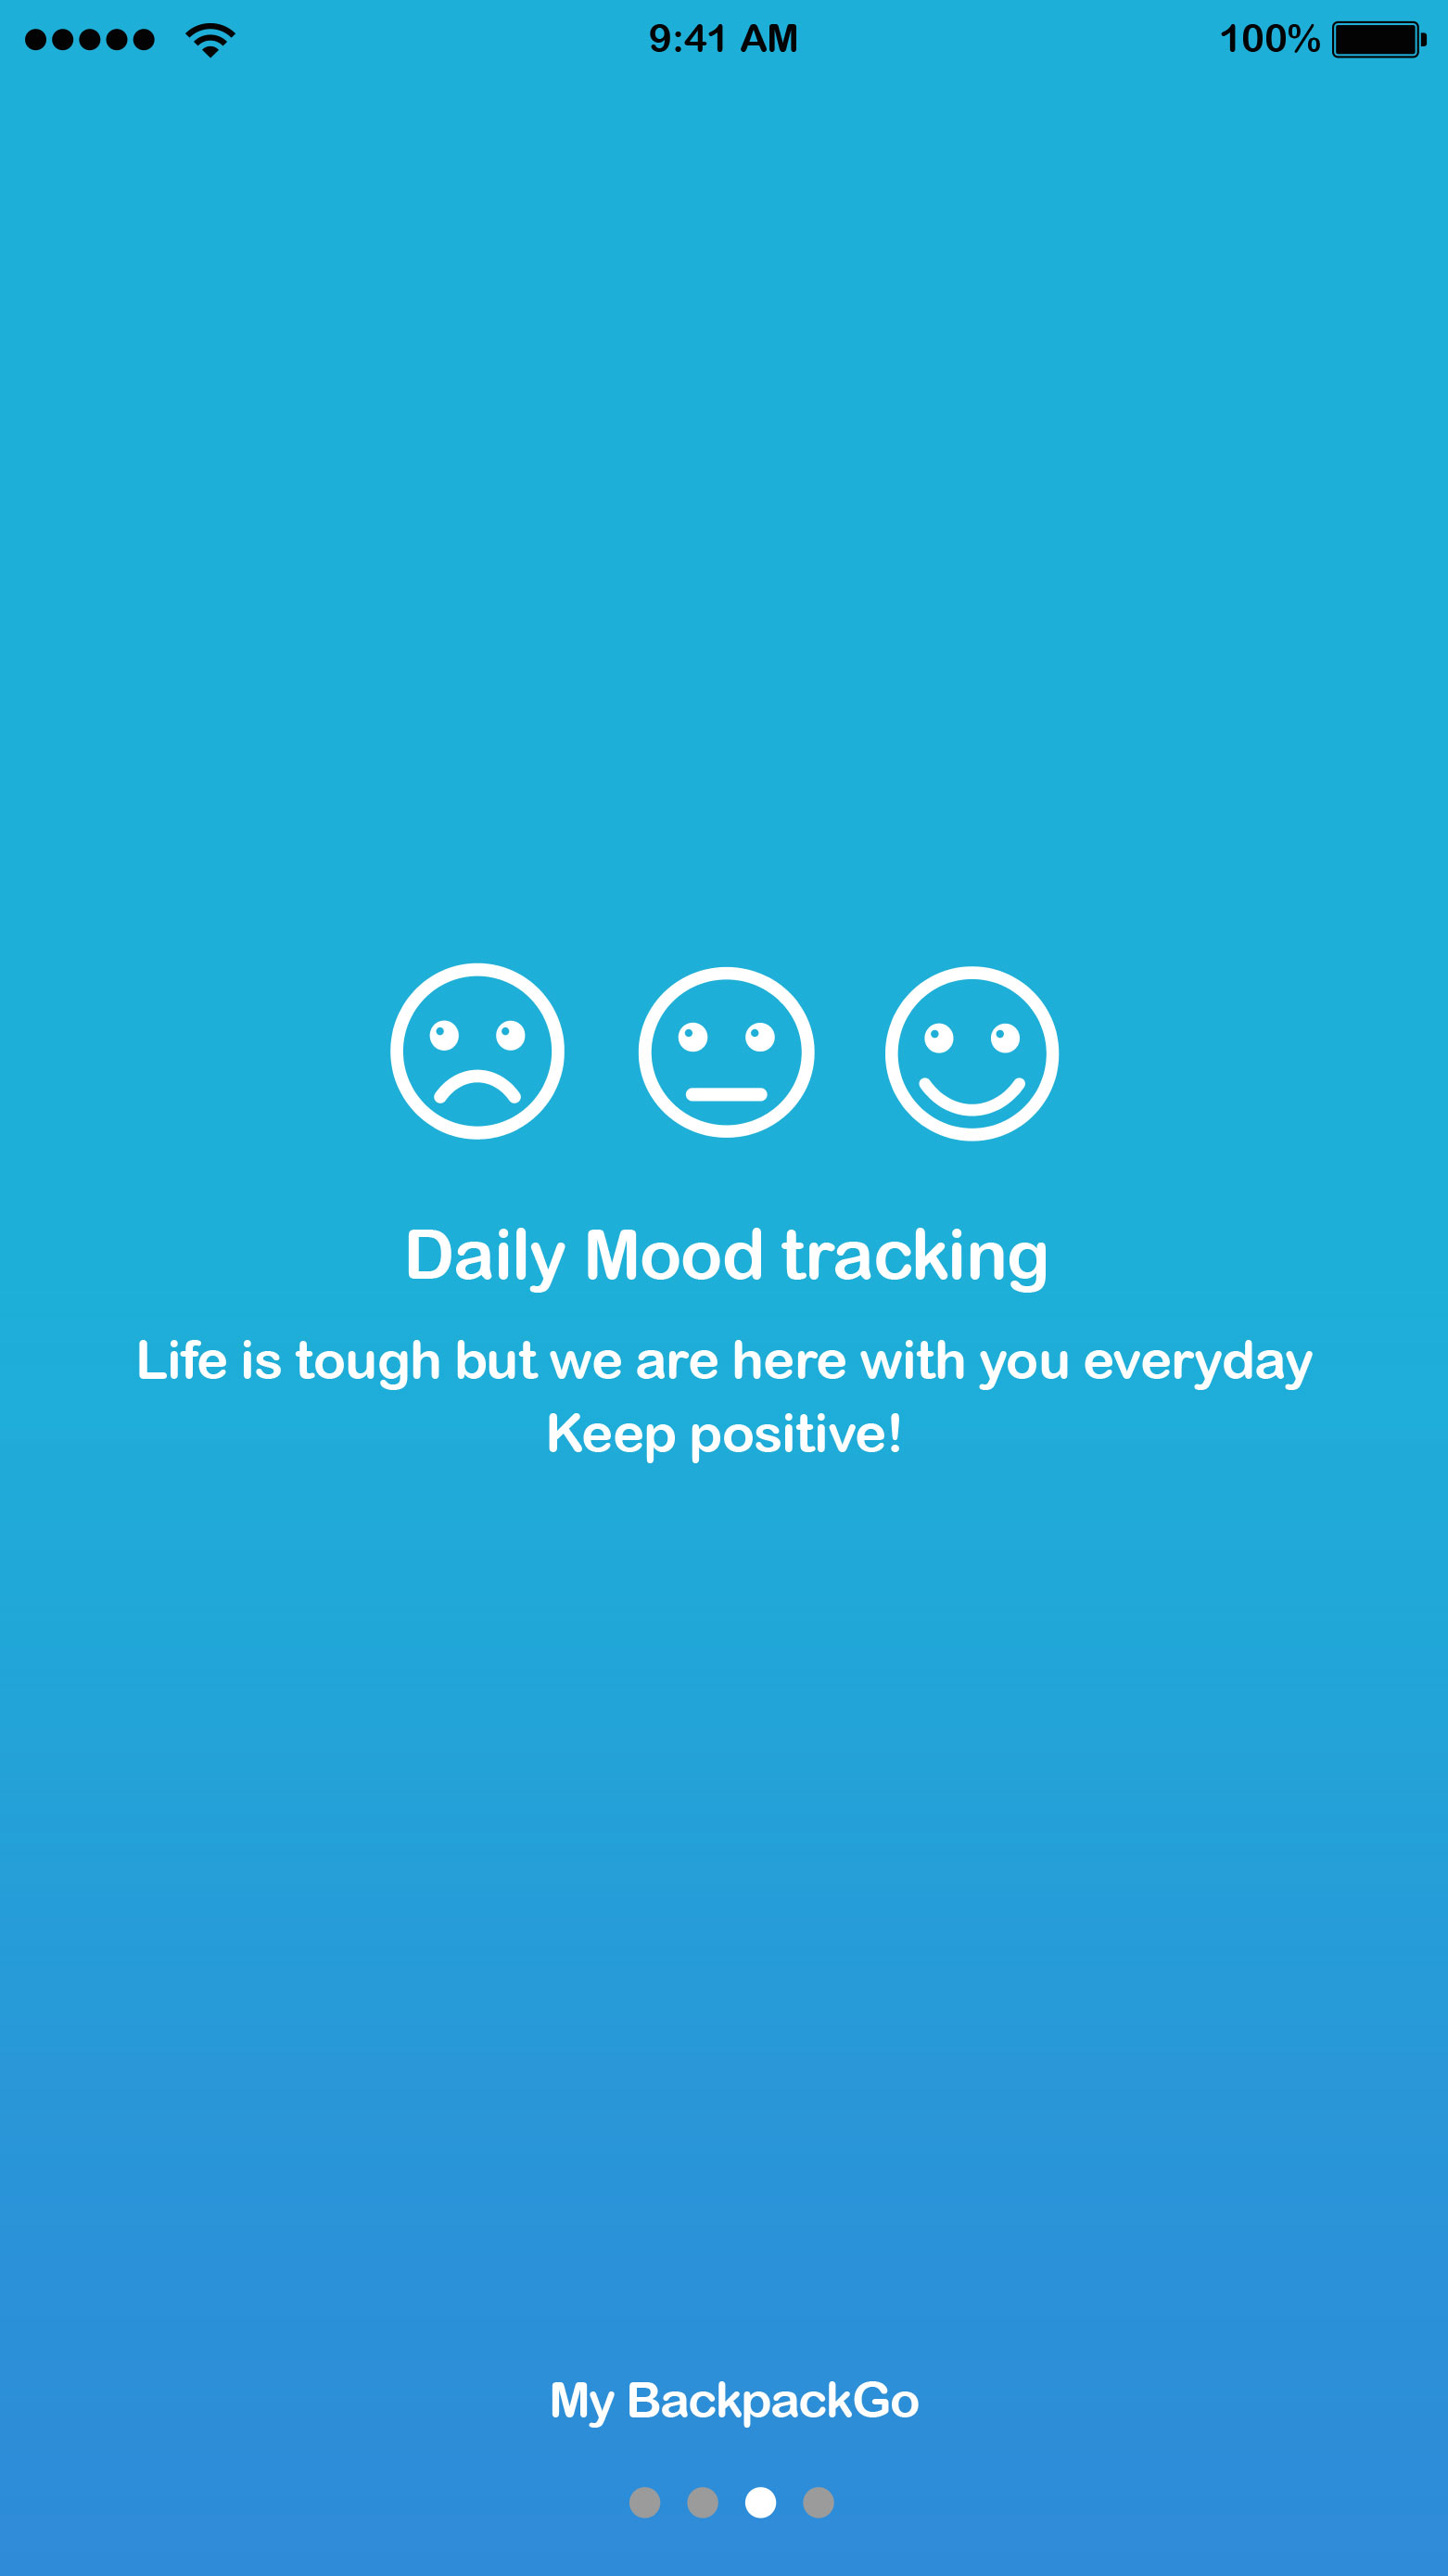 9:41 AM
100%
Daily Mood tracking
Life is tough but we are here with you everyday
Keep positive!
My BackpackGo